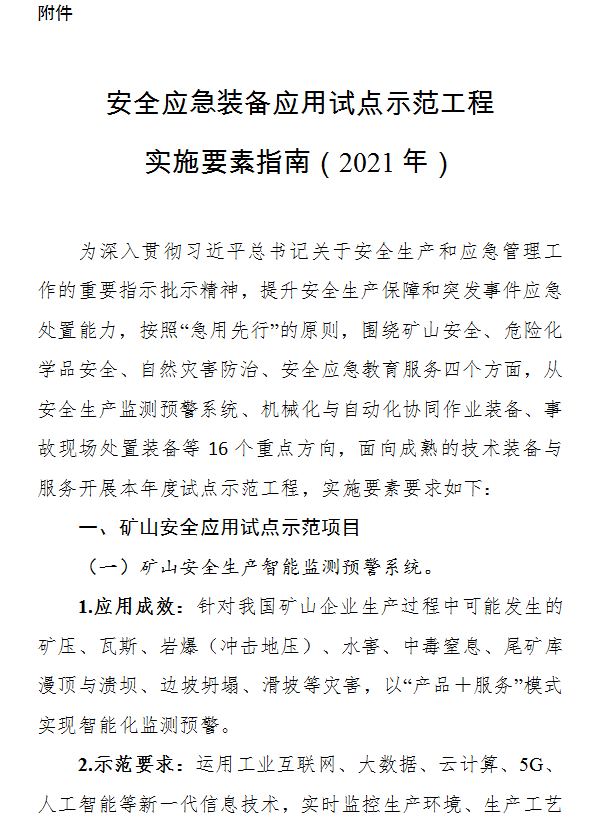 附件
安全应急装备应用试点示范工程
实施要素指南（2021年）
为深入贯彻习近平总书记关于安全生产和应急管理工
作的重要指示批示精神，提升安全生产保障和突发事件应急
处置能力，按照“急用先行”的原则，围绕矿山安全、危险化
学品安全、自然灾害防治、安全应急教育服务四个方面，从
安全生产监测预警系统、机械化与自动化协同作业装备、事
故现场处置装备等 16 个重点方向，面向成熟的技术装备与
服务开展本年度试点示范工程，实施要素要求如下：
一、矿山安全应用试点示范项目
（一）矿山安全生产智能监测预警系统。
1.应用成效：针对我国矿山企业生产过程中可能发生的
矿压、瓦斯、岩爆（冲击地压）、水害、中毒窒息、尾矿库
漫顶与溃坝、边坡坍塌、滑坡等灾害，以“产品＋服务”模式
实现智能化监测预警。
2.示范要求：运用工业互联网、大数据、云计算、5G、
人工智能等新一代信息技术，实时监控生产环境、生产工艺